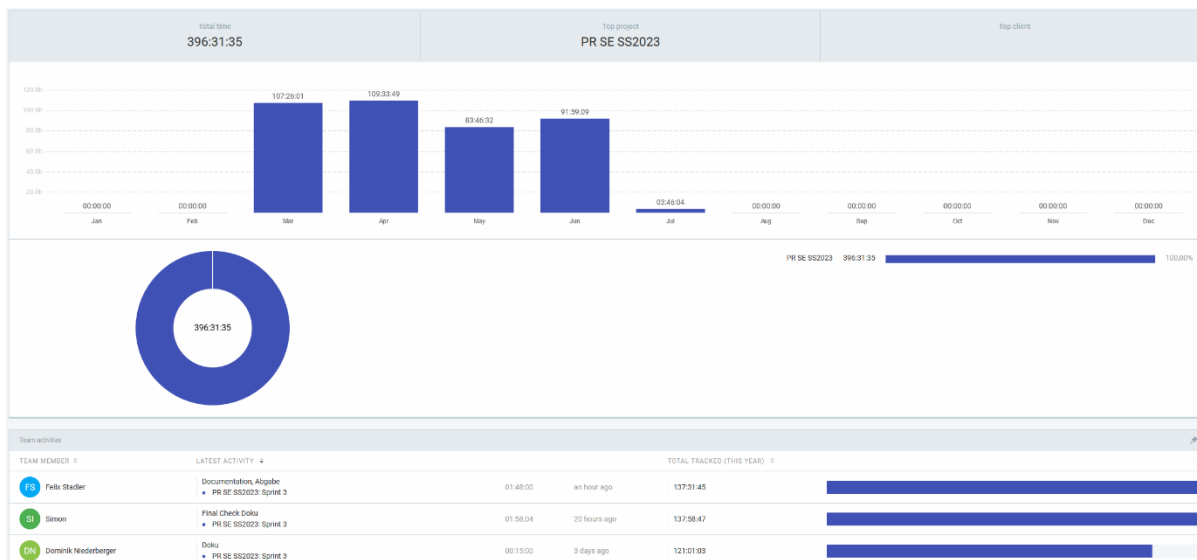 Total time
396:31:35
Top project
PR SE SS2023
Top client
120.0h
100.0h
80.0h
60.0h
40.0h
20.0h
107:26:01
109:33:49
83:46:32
91:59:09
03:46:04
00:00:00
00:00:00
00:00:00
00:00:00
00:00:00
00:00:00
00:00:00
Jan
Feb
Mar
Apr
May
Jun
Jul
Aug
Sep
Oct
Nov
Dec
396:31:35
PR SE SS2023 396:31:35 100,00%
Team activities
TEAM MEMBER LATEST ACTIVITY TOTAL TRACKED (THIS YEAR)
FS Felix Stadler
Documentation, Abgabe
PR SE SS2023: Sprint 3
01:48:00 an hour ago 137:31:45
SI Simon
Final Check Doku
PR SE SS2023: Sprint 3
01:58:04 20 hours ago 137:58:47
DN Dominik Niederberger
Doku
PR SE SS2023: Sprint 3
00:15:00 3 days ago 121:01:03